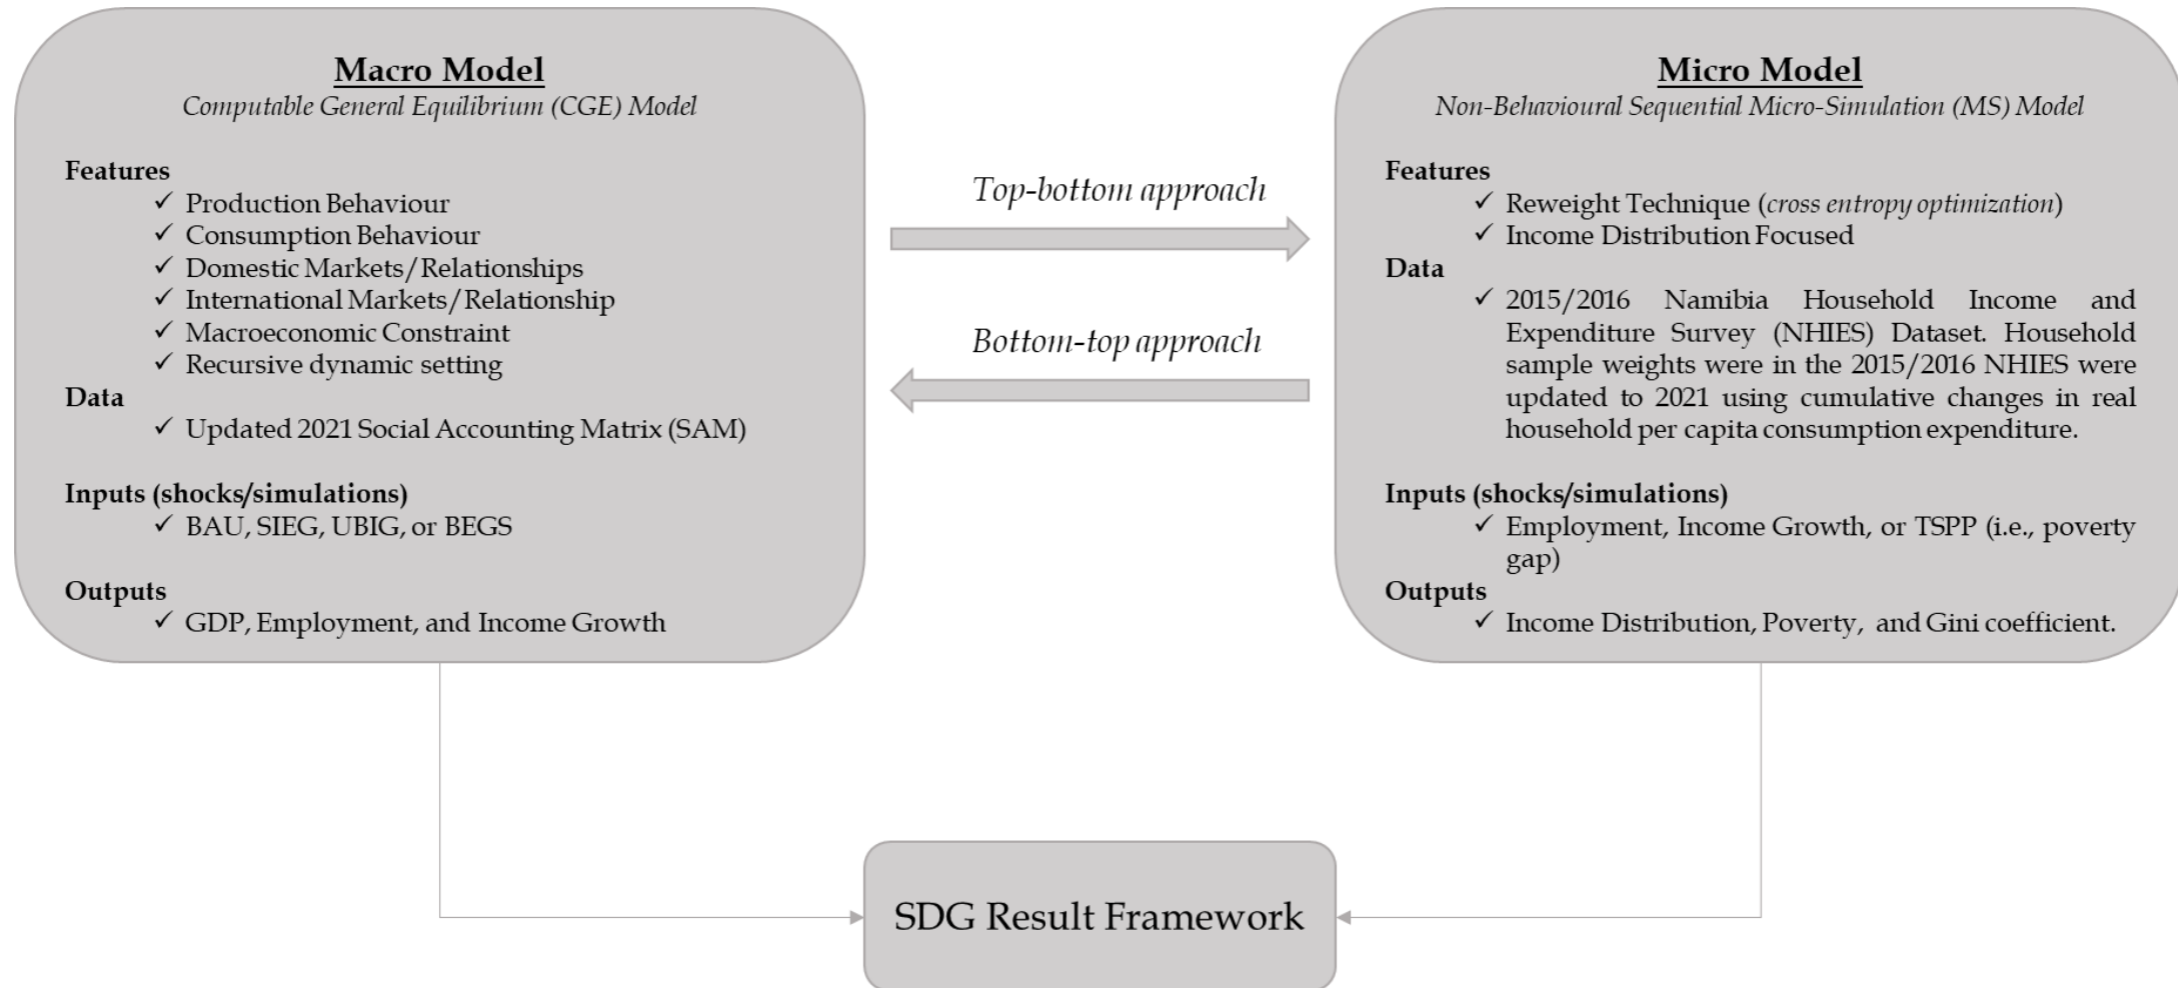 Macro Model
Computable General Equilibrium (CGE) Model
Features
✓ Production Behaviour
✓ Consumption Behaviour
✓ Domestic Markets/Relationships
✓ International Markets/Relationship
✓ Macroeconomic Constraint
✓ Recursive dynamic setting
Data
✓ Updated 2021 Social Accounting Matrix (SAM)
Inputs (shocks/simulations)
✓ BAU, SIEG, UBIG, or BEGS
Outputs
✓ GDP, Employment, and Income Growth
Top-bottom approach
Bottom-top approach
Micro Model
Non-Behavioural Sequential Micro-Simulation (MS) Model
Features
✓ Reweight Technique (cross entropy optimization)
✓ Income Distribution Focused
Data
✓ 2015/2016 Namibia Household Income and
Expenditure Survey (NHIES) Dataset. Household
sample weights were in the 2015/2016 NHIES were
updated to 2021 using cumulative changes in real
household per capita consumption expenditure.
Inputs (shocks/simulations)
✓ Employment, Income Growth, or TSPP (i.e., poverty
gap)
Outputs
✓ Income Distribution, Poverty, and Gini coefficient.
SDG Result Framework